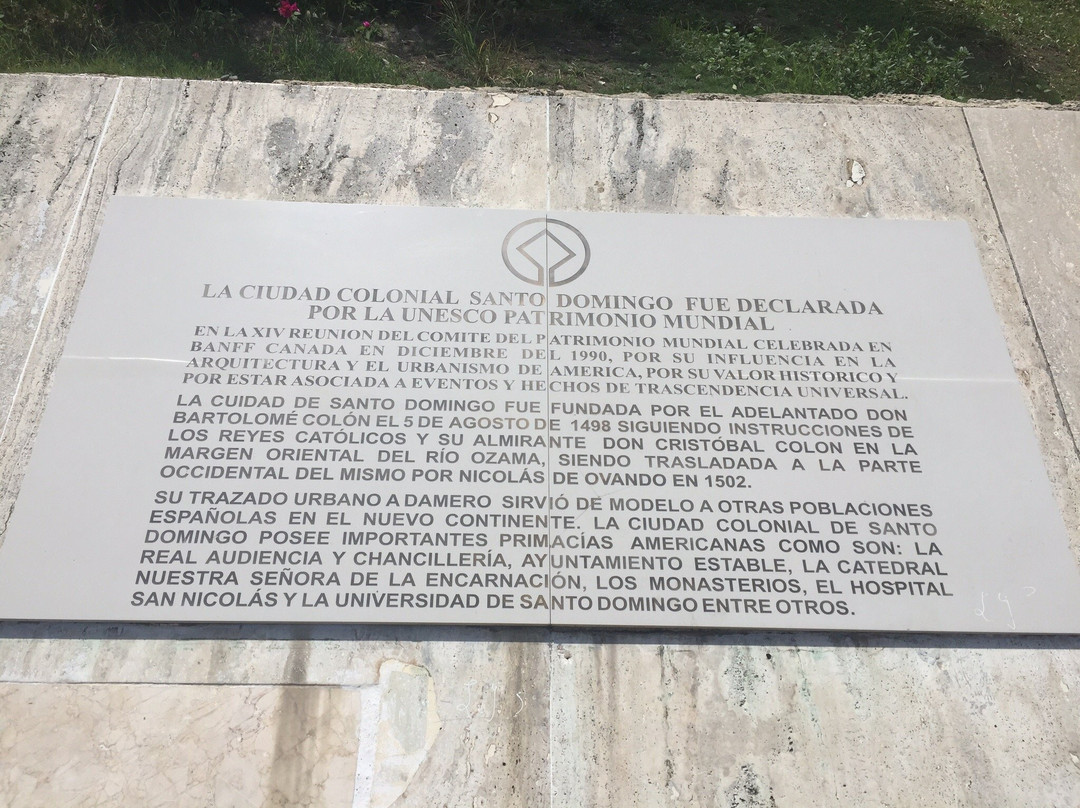 LA CIUDAD COLONIAL SANTO DOMINGO FUE DECLARADA
POR LA UNESCO PATRIMONIO MUNDIAL
EN LA XIV REUNION DEL COMITE DEL PATRIMONIO MUNDIAL CELEBRADA EN
BANFF CANADA EN DICIEMBRE DEL 1990, POR SU INFLUENCIA EN LA
ARQUITECTURA Y EL URBANISMO DE AMERICA, POR SU VALOR HISTORICO Y
POR ESTAR ASOCIADA A EVENTOS Y HECHOS DE TRASCENDENCIA UNIVERSAL.
LA CUIDAD DE SANTO DOMINGO FUE FUNDADA POR EL ADELANTADO DON
BARTOLOMÉ COLÓN EL 5 DE AGOSTO DE 1498 SIGUIENDO INSTRUCCIONES DE
LOS REYES CATÓLICOS Y SU ALMIRANTE DON CRISTÓBAL COLON EN LA
MARGEN ORIENTAL DEL RÍO OZAMA, SIENDO TRASLADADA A LA PARTE
OCCIDENTAL DEL MISMO POR NICOLÁS DE OVANDO EN 1502.
SU TRAZADO URBANO A DAMERO SIRVIÓ DE MODELO A OTRAS POBLACIONES
ESPAÑOLAS EN EL NUEVO CONTINENTE. LA CIUDAD COLONIAL DE SANTO
DOMINGO POSEE IMPORTANTES PRIMACÍAS AMERICANAS COMO SON: LA
REAL AUDIENCIA Y CHANCILLERÍA, AYUNTAMIENTO ESTABLE, LA CATEDRAL
NUESTRA SEÑORA DE LA ENCARNACIÓN, LOS MONASTERIOS, EL HOSPITAL
SAN NICOLÁS Y LA UNIVERSIDAD DE SANTO DOMINGO ENTRE OTROS.